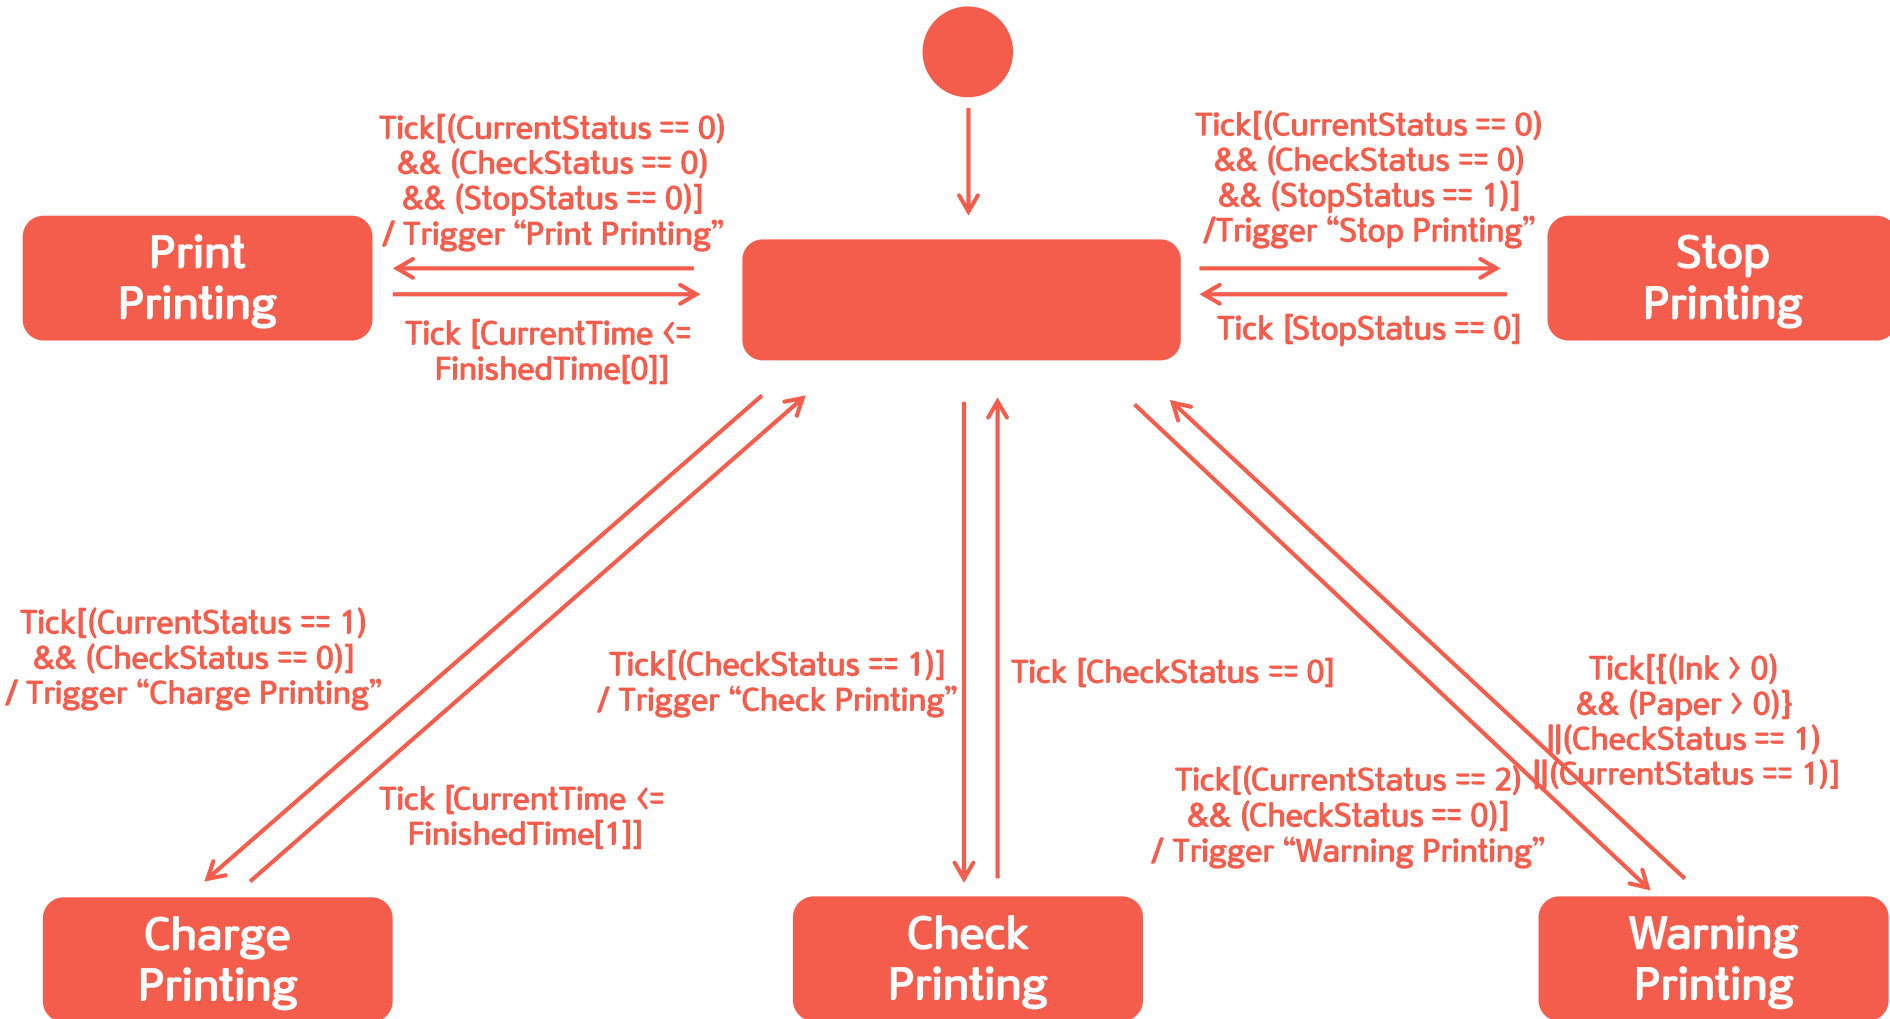 Tick[(CurrentStatus == 0)
&& (CheckStatus == 0)
&& (StopStatus == 0)]
/ Trigger “Print Printing”
Tick[(CurrentStatus == 0)
&& (CheckStatus == 0)
&& (StopStatus == 1)]
/Trigger “Stop Printing”
Print
Printing
Stop
Printing
Tick [CurrentTime <=
FinishedTime[0]]
Tick [StopStatus == 0]
Tick[(CurrentStatus == 1)
&& (CheckStatus == 0)]
/ Trigger “Charge Printing”
Tick[(CheckStatus == 1)]
/ Trigger “Check Printing”
Tick [CheckStatus == 0]
Tick[{(Ink > 0)
&& (Paper > 0)}
||(CheckStatus == 1)
||(CurrentStatus == 1)]
Tick [CurrentTime <=
FinishedTime[1]]
Tick[(CurrentStatus == 2)
&& (CheckStatus == 0)]
/ Trigger “Warning Printing”
Charge
Printing
Check
Printing
Warning
Printing